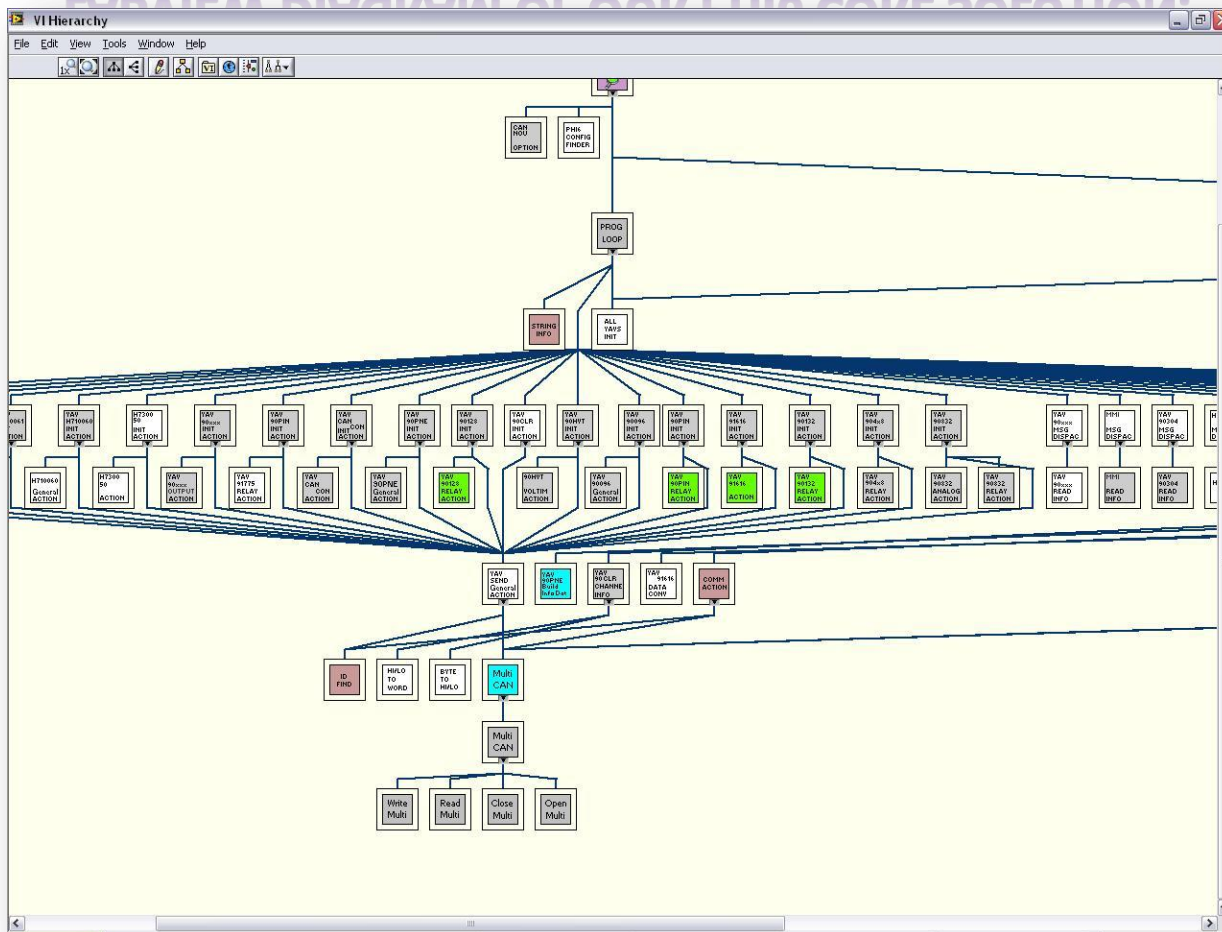 VI Hierarchy
File Edit View Tools Window Help
CAN
NOU
OPTION
PHI6
CONFIG
FINDER
PROG
LOOP
STRING
INFO
ALL
YAVS
INIT
YAV
H710060
INIT
ACTION
H7300
50
INIT
ACTION
YAV
90xxx
INIT
ACTION
YAV
90PIN
INIT
ACTION
YAV
CAN
INIT CON
ACTION
YAV
90PNE
INIT
ACTION
YAV
90128
INIT
ACTION
YAV
90CLR
INIT
ACTION
YAV
90HYT
INIT
ACTION
YAV
90096
INIT
ACTION
YAV
90PIN
INIT
ACTION
YAV
91616
INIT
ACTION
YAV
90132
INIT
ACTION
YAV
904x8
INIT
ACTION
YAV
90832
INIT
ACTION
YAV
90xxx
MSG
DISPAC
MMI
MSG
DISPAC
YAV
90304
MSG
DISPAC
H710060
General
ACTION
H7300
50
ACTION
YAV
90xxx
OUTPUT
ACTION
YAV
91775
RELAY
ACTION
YAV
CAN
CON
ACTION
YAV
90PNE
General
ACTION
YAV
90128
RELAY
ACTION
90HYT
VOLTIM
ACTION
YAV
90096
General
ACTION
YAV
90PIN
RELAY
ACTION
YAV
91616
ACTION
YAV
90132
RELAY
ACTION
YAV
904x8
RELAY
ACTION
YAV
90832
ANALOG
ACTION
YAV
90832
RELAY
ACTION
YAV
90xxx
READ
INFO
MMI
READ
INFO
YAV
90304
READ
INFO
YAV
SEND
General
ACTION
YAV
90PNE
Build
Info Dat
YAV
90CLR
CHANNE
INFO
YAV
91616
DATA
CONV
COMM
ACTION
ID
FIND
HI/LO
TO
WORD
BYTE
TO
HI/LO
Multi
CAN
Multi
CAN
Write
Multi
Read
Multi
Close
Multi
Open
Multi